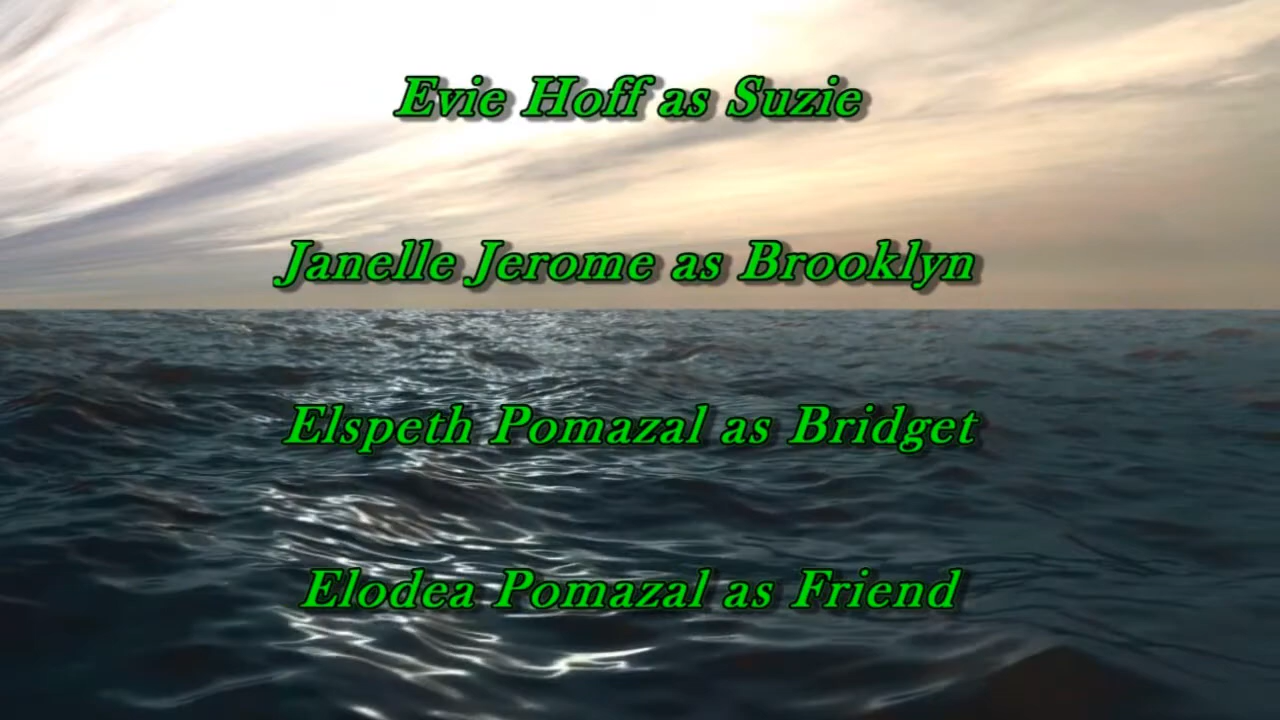 Evie Hoff as Suzie
Janelle Jerome as Brooklyn
Elspeth Pomazal as Bridget
Elodea Pomazal as Friend